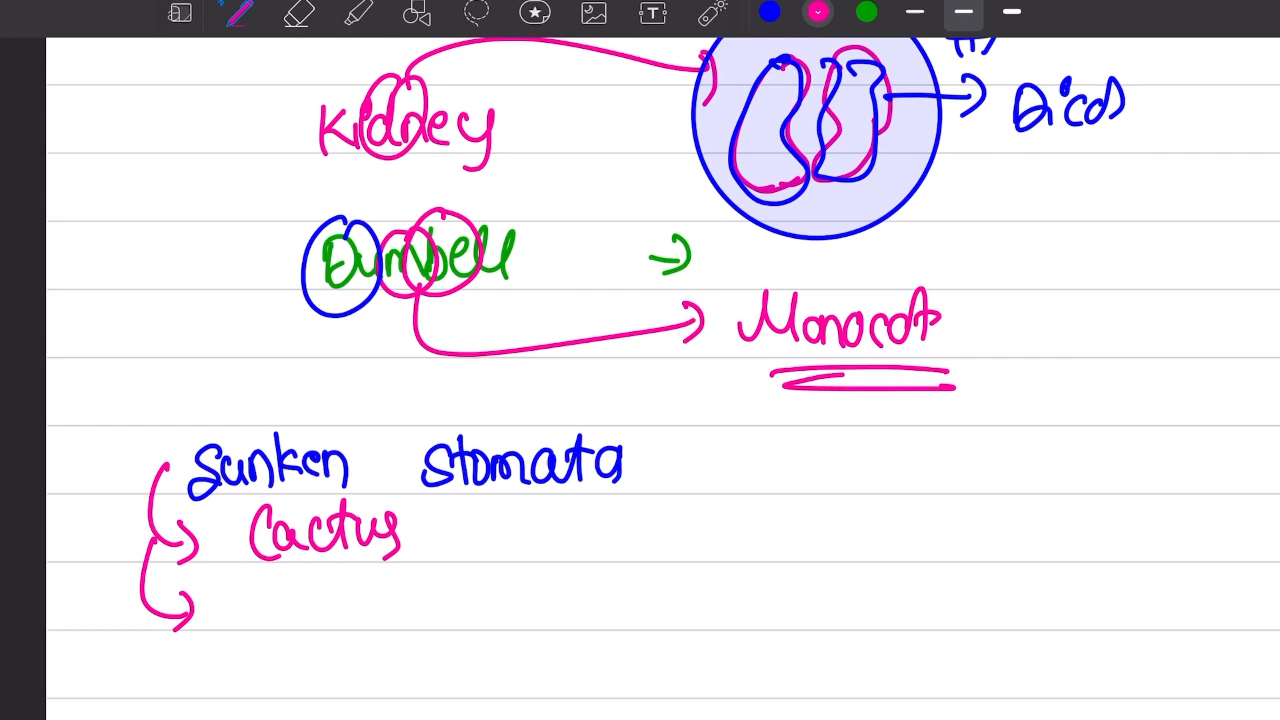 Dicot
Kidney
Dumbell
Monocot
Sunken stomata
Cactus